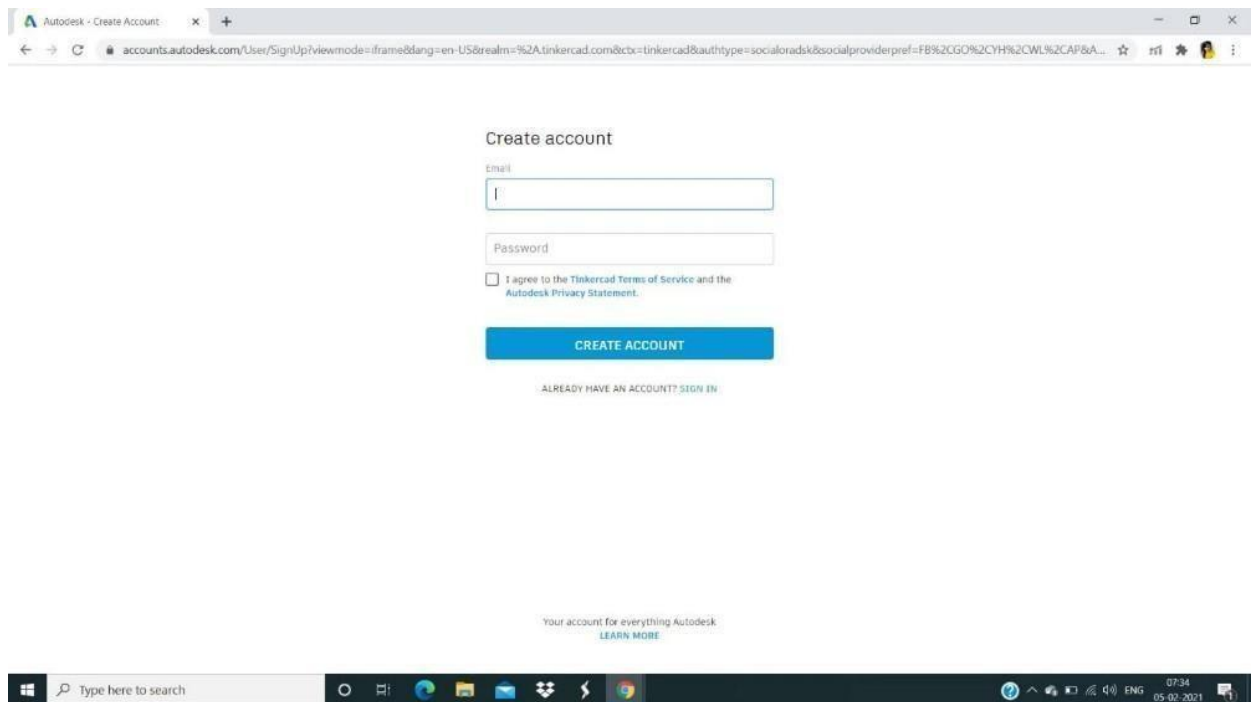 Autodesk - Create Account
accounts.autodesk.com/User/SignUp?viewmode=iframe&lang=en-US&realm=%2A.tinkercad.com&ctx=tinkercad&authtype=socialoradsk&socialproviderpref=FB%2CGO%2CYH%2CWL%2CAP&A...
Create account
Email
Password
I agree to the Tinkercad Terms of Service and the
Autodesk Privacy Statement.
CREATE ACCOUNT
ALREADY HAVE AN ACCOUNT? SIGN IN
Your account for everything Autodesk
LEARN MORE
Type here to search
ENG
07:34
05-02-2021